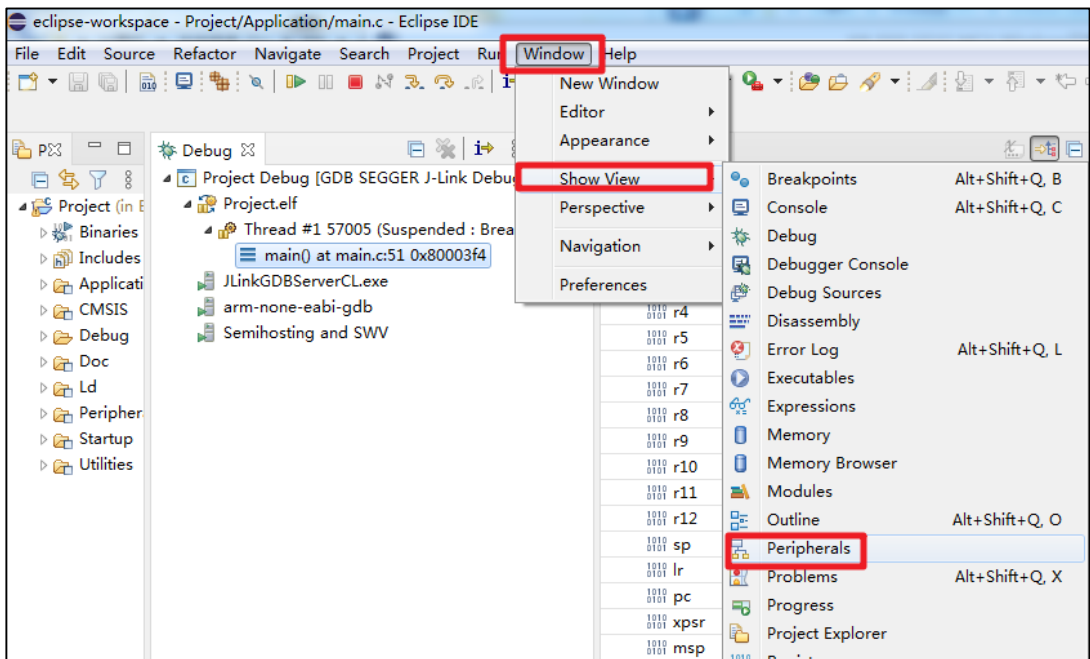 eclipse-workspace - Project/Application/main.c - Eclipse IDE
File Edit Source Refactor Navigate Search Project Window Help
New Window
Editor
Appearance
Show View
Perspective
Navigation
Preferences
Debug
Project Debug [GDB SEGGER J-Link
Project.elf
Thread #1 57005 (Suspended :
main() at main.c:51 0x80003f4
JLinkGDBServerCL.exe
arm-none-eabi-gdb
Semihosting and SWV
Project (in
Binaries
Includes
CMSIS
Debug
Doc
Ld
Startup
Utilities
r4
r5
r6
r7
r8
r9
r10
r11
r12
sp
lr
pc
xpsr
msp
Breakpoints Alt+Shift+Q, B
Console Alt+Shift+Q, C
Debug
Debugger Console
Debug Sources
Disassembly
Error Log Alt+Shift+Q, L
Executables
Expressions
Memory
Memory Browser
Modules
Outline Alt+Shift+Q, O
Peripherals
Problems Alt+Shift+Q, X
Progress
Project Explorer